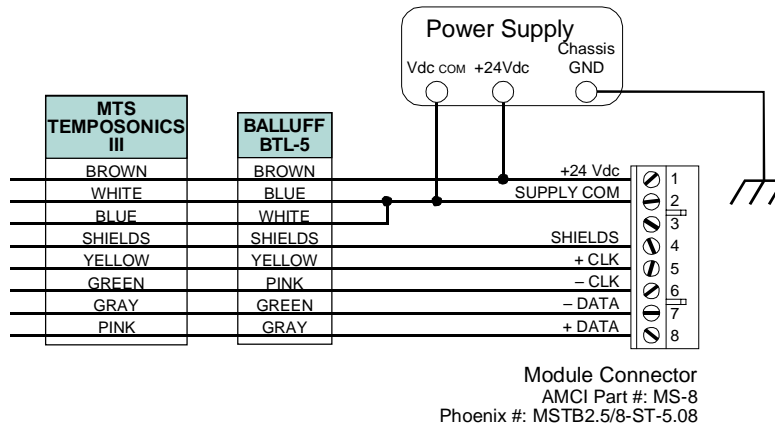 Power Supply
Chassis
Vdc COM +24Vdc GND
MTS
TEMPOSONICS
III
BALLUFF
BTL-5
BROWN BROWN +24 Vdc 1
WHITE BLUE SUPPLY COM 2
BLUE WHITE 3
SHIELDS SHIELDS SHIELDS 4
YELLOW YELLOW + CLK 5
GREEN PINK – CLK 6
GRAY GREEN – DATA 7
PINK GRAY + DATA 8
Module Connector
AMCI Part #: MS-8
Phoenix #: MSTB2.5/8-ST-5.08